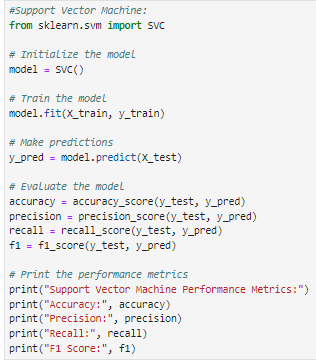 #Support Vector Machine:
from sklearn.svm import SVC
# Initialize the model
model = SVC()
# Train the model
model.fit(X_train, y_train)
# Make predictions
y_pred = model.predict(X_test)
# Evaluate the model
accuracy = accuracy_score(y_test, y_pred)
precision = precision_score(y_test, y_pred)
recall = recall_score(y_test, y_pred)
f1 = f1_score(y_test, y_pred)
# Print the performance metrics
print("Support Vector Machine Performance Metrics:")
print("Accuracy:", accuracy)
print("Precision:", precision)
print("Recall:", recall)
print("F1 Score:", f1)